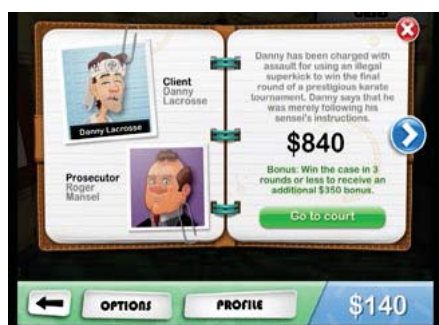 Client
Danny
Lacrosse
Danny Lacrosse
Prosecutor
Roger
Mansel
Danny has been charged with
assault for using an illegal
superkick to win the final
round of a prestigious karate
tournament. Danny says that he
was merely following his
sensei's instructions.
$840
Bonus: Win the case in 3
rounds or less to receive an
additional $350 bonus.
Go to court
OPTIONS
PROFILE
$140